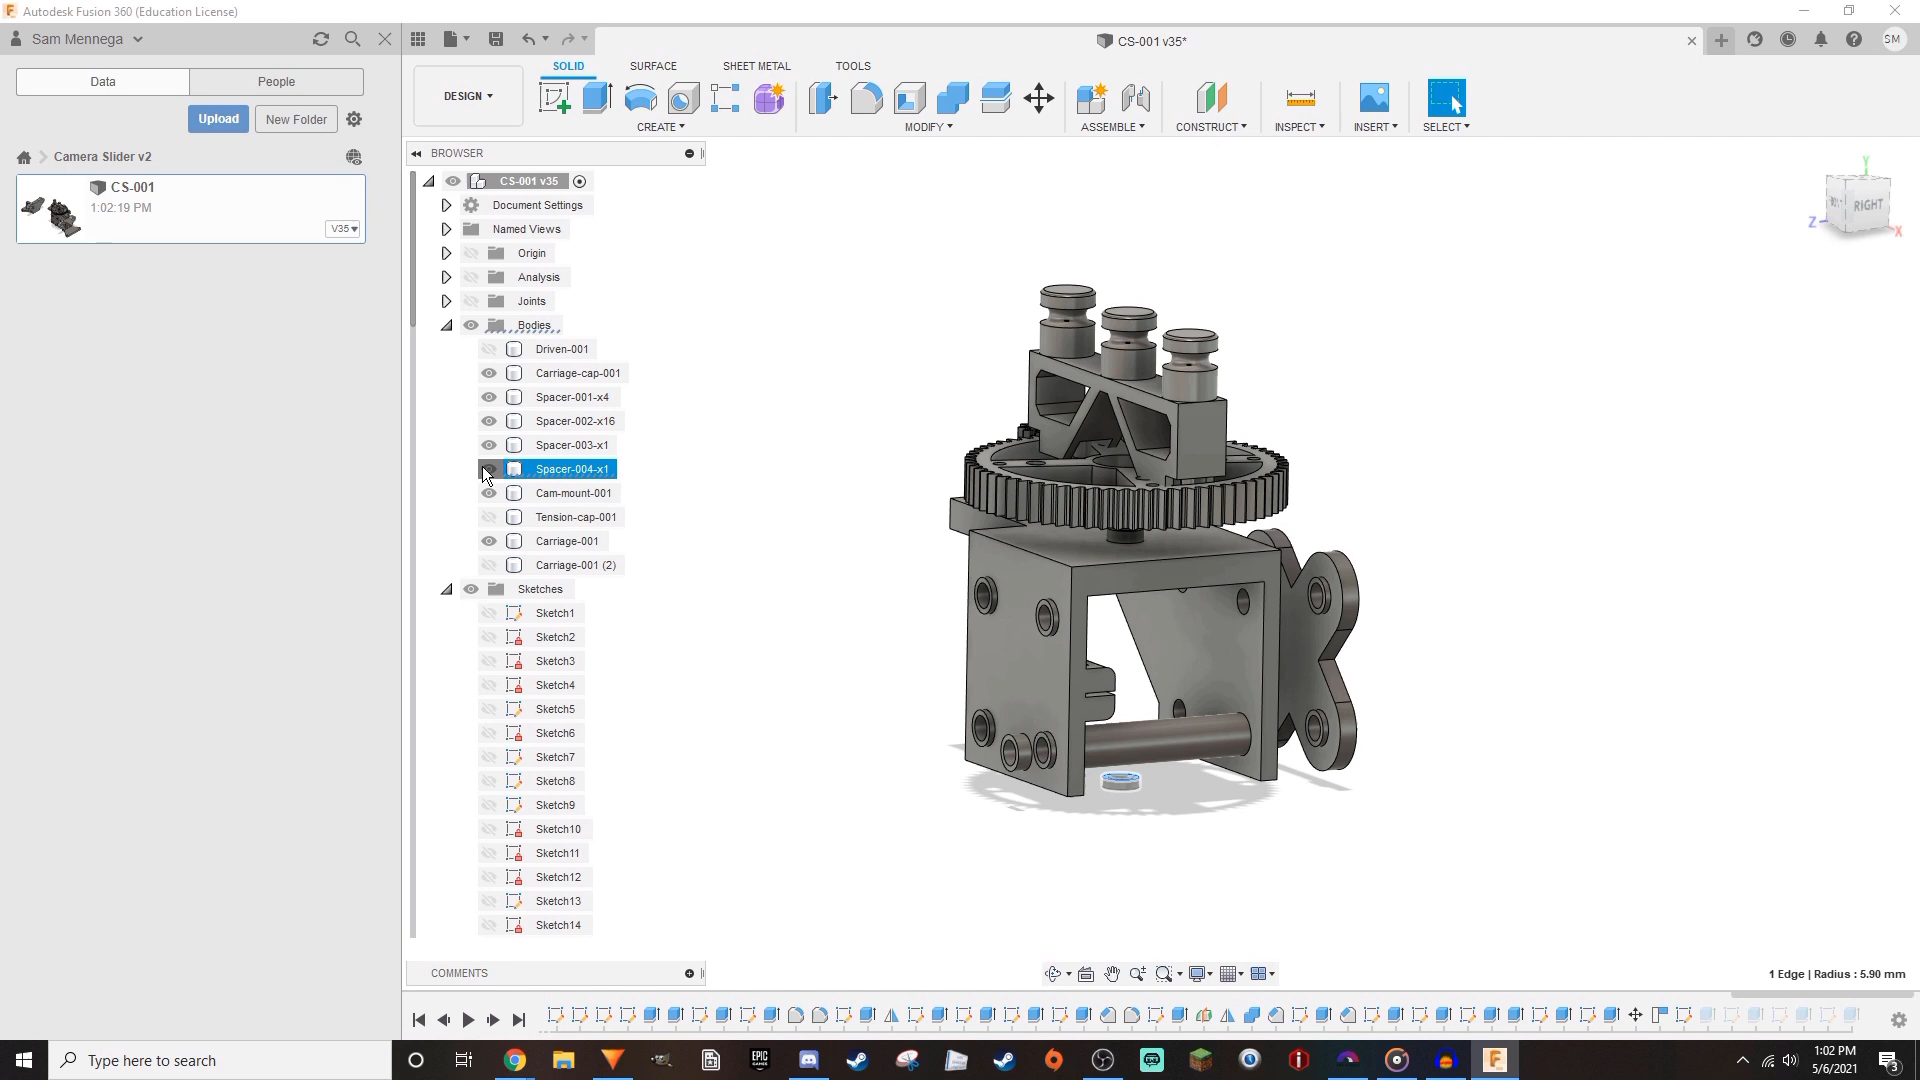 Autodesk Fusion 360 (Education License)
Sam Mennega
CS-001 v35*
SM
Data
People
Upload
New Folder
Camera Slider v2
CS-001
1:02:19 PM
V35
SOLID
SURFACE
SHEET METAL
TOOLS
DESIGN
CREATE
MODIFY
ASSEMBLE
CONSTRUCT
INSPECT
INSERT
SELECT
BROWSER
CS-001 v35
Document Settings
Named Views
Origin
Analysis
Joints
Bodies
Driven-001
Carriage-cap-001
Spacer-001-x4
Spacer-002-x16
Spacer-003-x1
Spacer-004-x1
Cam-mount-001
Tension-cap-001
Carriage-001
Carriage-001 (2)
Sketches
Sketch1
Sketch2
Sketch3
Sketch4
Sketch5
Sketch6
Sketch7
Sketch8
Sketch9
Sketch10
Sketch11
Sketch12
Sketch13
Sketch14
Y
RIGHT
Z
X
COMMENTS
1 Edge | Radius : 5.90 mm
Type here to search
EPIC
GAMES
1:02 PM
5/6/2021
3